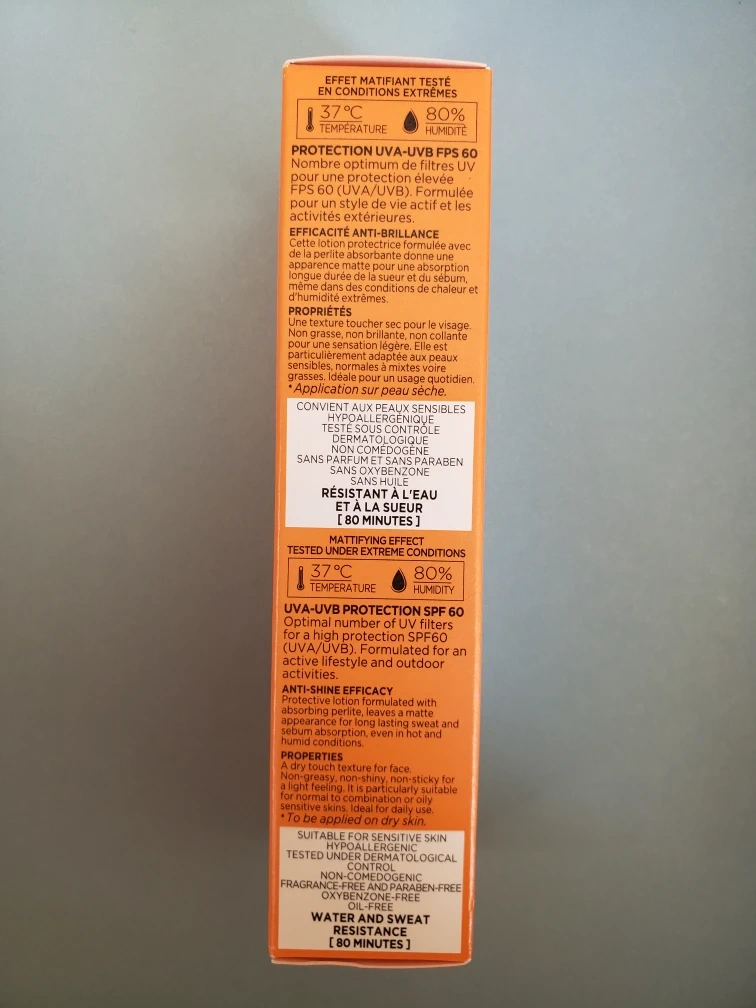 EFFET MATIFIANT TESTÉ
EN CONDITIONS EXTRÊMES
37°C
TEMPÉRATURE
80%
HUMIDITÉ
PROTECTION UVA-UVB FPS 60
Nombre optimum de filtres UV
pour une protection élevée
FPS 60 (UVA/UVB). Formulée
pour un style de vie actif et les
activités extérieures.
EFFICACITÉ ANTI-BRILLANCE
Cette lotion protectrice formulée avec
de la perlite absorbante donne une
apparence matte pour une absorption
longue durée de la sueur et du sébum,
même dans des conditions de chaleur et
d'humidité extrêmes.
PROPRIÉTÉS
Une texture toucher sec pour le visage.
Non grasse, non brillante, non collante
pour une sensation légère. Elle est
particulièrement adaptée aux peaux
sensibles, normales à mixtes voire
grasses. Idéale pour un usage quotidien.
*Application sur peau sèche.
CONVIENT AUX PEAUX SENSIBLES
HYPOALLERGÉNIQUE
TESTÉ SOUS CONTRÔLE
DERMATOLOGIQUE
NON COMÉDOGÈNE
SANS PARFUM ET SANS PARABEN
SANS OXYBENZONE
SANS HUILE
RÉSISTANT À L'EAU
ET À LA SUEUR
[ 80 MINUTES ]
MATTIFYING EFFECT
TESTED UNDER EXTREME CONDITIONS
37°C
TEMPERATURE
80%
HUMIDITY
UVA-UVB PROTECTION SPF 60
Optimal number of UV filters
for a high protection SPF60
(UVA/UVB). Formulated for an
active lifestyle and outdoor
activities.
ANTI-SHINE EFFICACY
Protective lotion formulated with
absorbing perlite, leaves a matte
appearance for long lasting sweat and
sebum absorption, even in hot and
humid conditions.
PROPERTIES
A dry touch texture for face.
Non-greasy, non-shiny, non-sticky for
a light feeling. It is particularly suitable
for normal to combination or oily
sensitive skins. Ideal for daily use.
*To be applied on dry skin.
SUITABLE FOR SENSITIVE SKIN
HYPOALLERGENIC
TESTED UNDER DERMATOLOGICAL
CONTROL
NON-COMEDOGENIC
FRAGRANCE-FREE AND PARABEN-FREE
OXYBENZONE-FREE
OIL-FREE
WATER AND SWEAT
RESISTANCE
[ 80 MINUTES ]